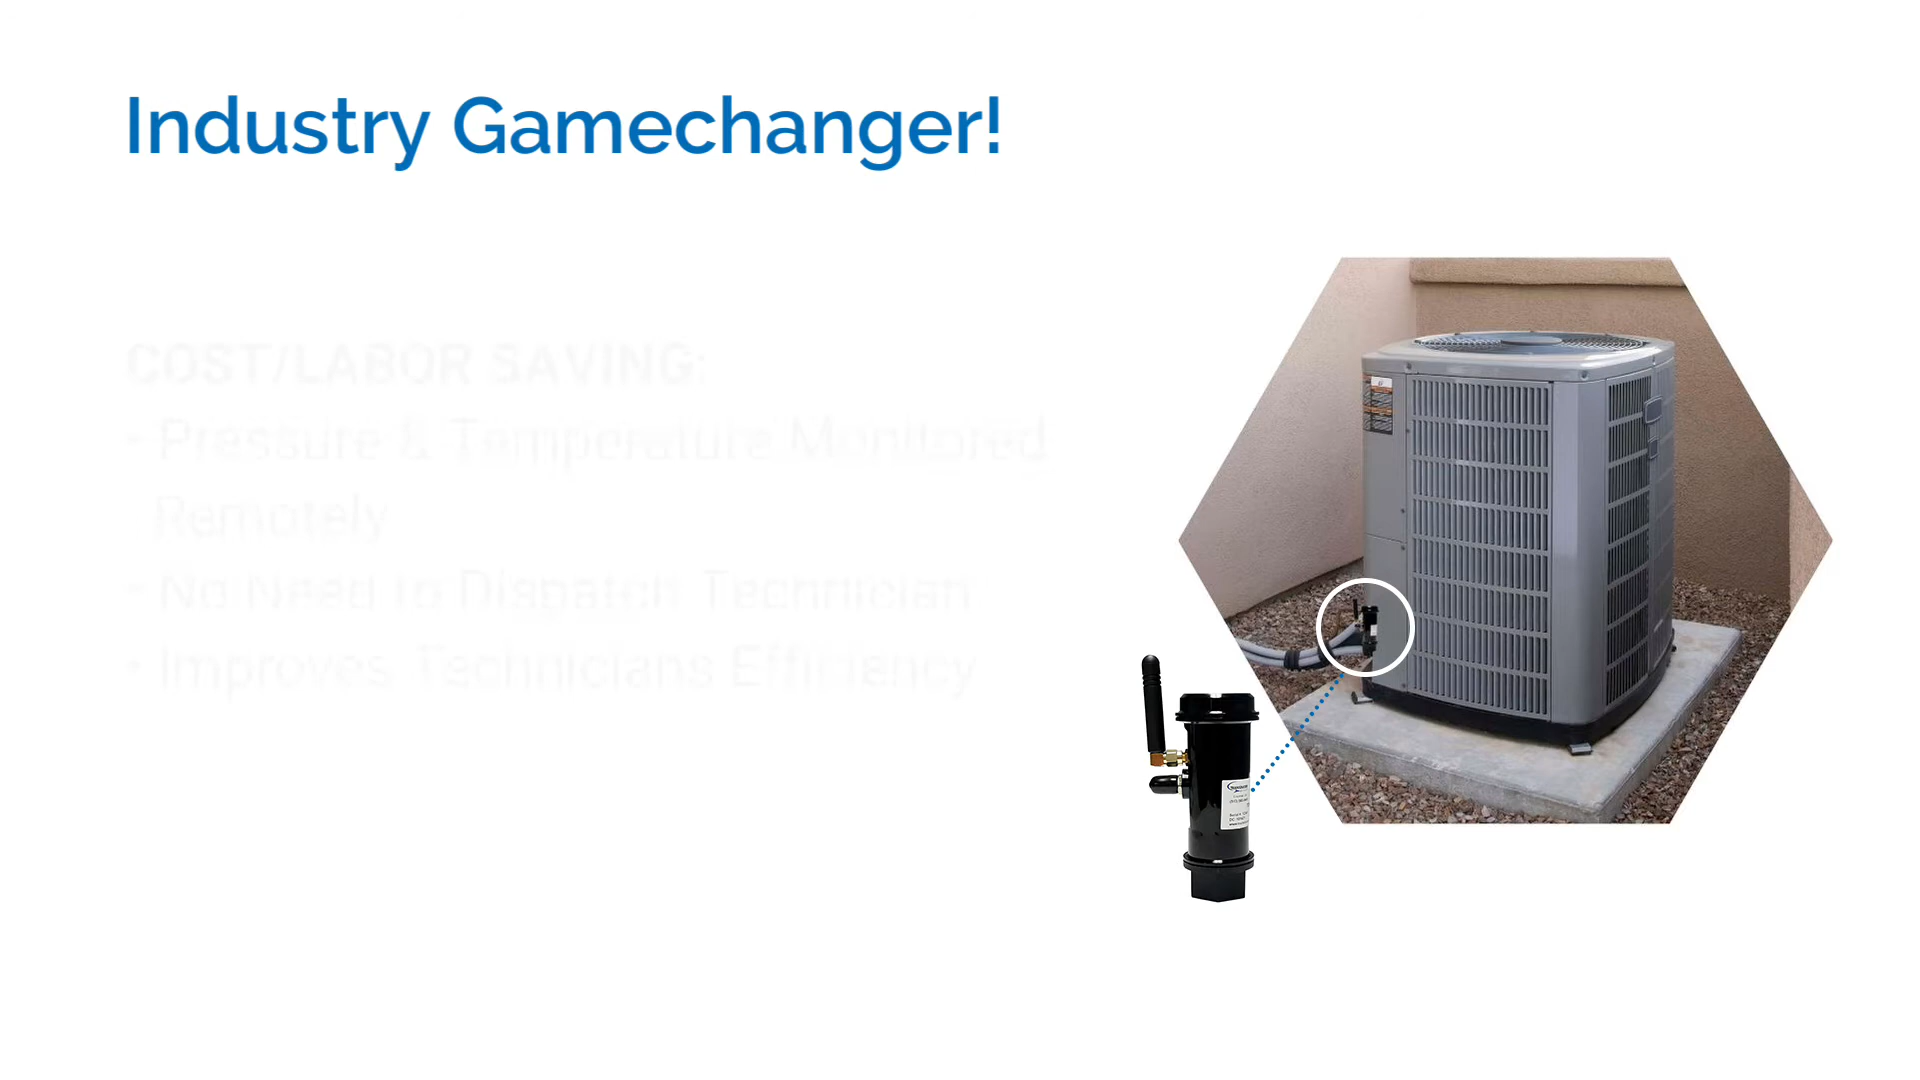 Industry Gamechanger!
COST/LABOR SAVING:
- Pressure & Temperature Monitored
Remotely
- No Need to Dispatch Technician
- Improves Technicians Efficiency